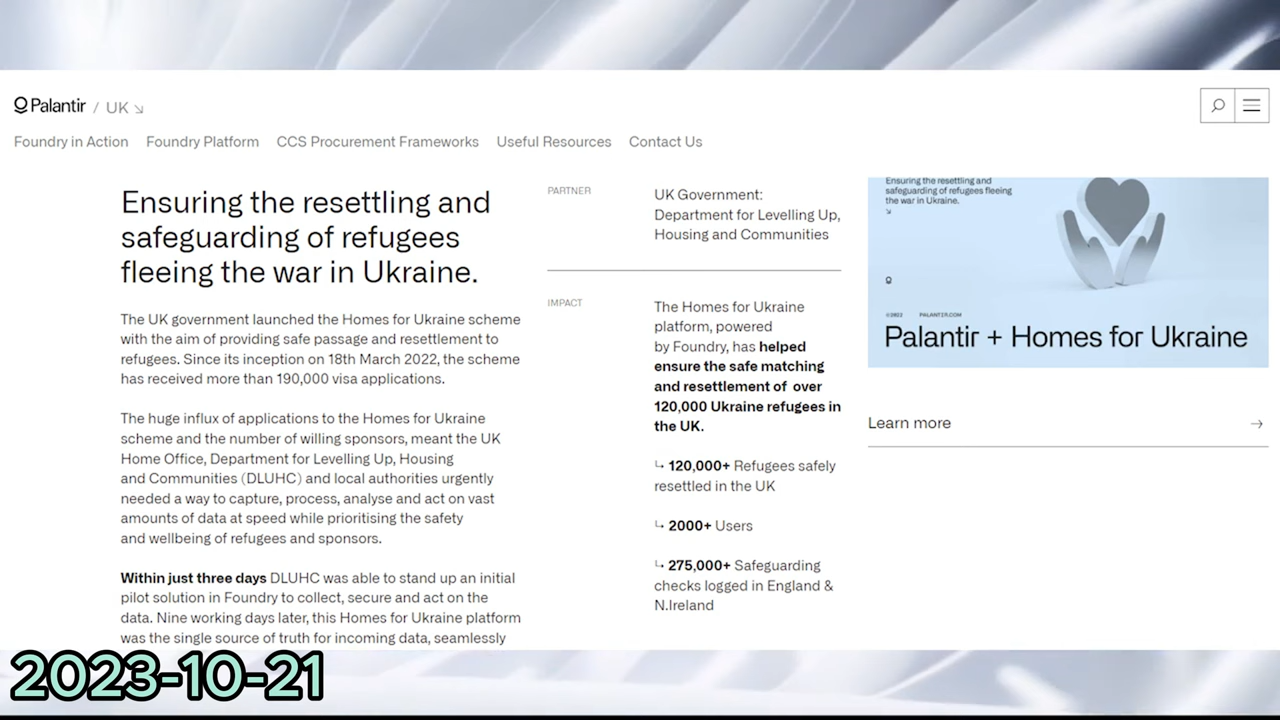 Palantir / UK ↘
Foundry in Action Foundry Platform CCS Procurement Frameworks Useful Resources Contact Us
Ensuring the resettling and
safeguarding of refugees
fleeing the war in Ukraine.
The UK government launched the Homes for Ukraine scheme
with the aim of providing safe passage and resettlement to
refugees. Since its inception on 18th March 2022, the scheme
has received more than 190,000 visa applications.
The huge influx of applications to the Homes for Ukraine
scheme and the number of willing sponsors, meant the UK
Home Office, Department for Levelling Up, Housing
and Communities (DLUHC) and local authorities urgently
needed a way to capture, process, analyse and act on vast
amounts of data at speed while prioritising the safety
and wellbeing of refugees and sponsors.
Within just three days DLUHC was able to stand up an initial
pilot solution in Foundry to collect, secure and act on the
data. Nine working days later, this Homes for Ukraine platform
was the single source of truth for incoming data, seamlessly
PARTNER
UK Government:
Department for Levelling Up,
Housing and Communities
IMPACT
The Homes for Ukraine
platform, powered
by Foundry, has helped
ensure the safe matching
and resettlement of over
120,000 Ukraine refugees in
the UK.
↳ 120,000+ Refugees safely
resettled in the UK
↳ 2000+ Users
↳ 275,000+ Safeguarding
checks logged in England &
N.Ireland
Ensuring the resettling and
safeguarding of refugees fleeing
the war in Ukraine.
©2022 PALANTIR.COM
Palantir + Homes for Ukraine
Learn more →
2023-10-21